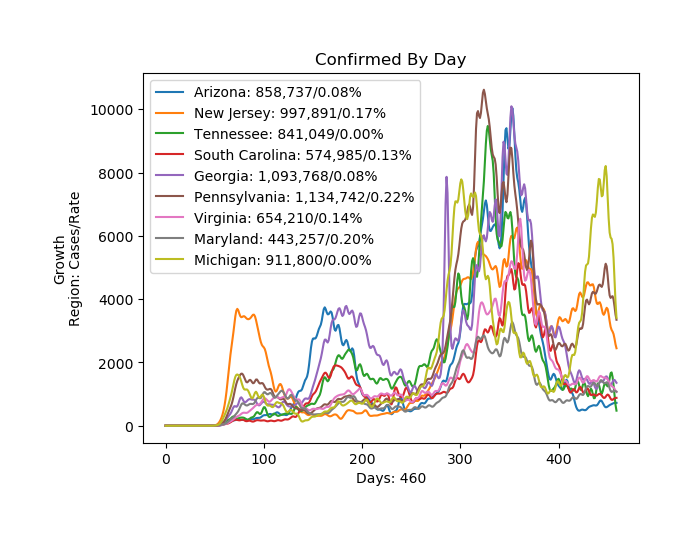 Confirmed By Day
Growth
Region: Cases/Rate
10000
8000
6000
4000
2000
0
Arizona: 858,737/0.08%
New Jersey: 997,891/0.17%
Tennessee: 841,049/0.00%
South Carolina: 574,985/0.13%
Georgia: 1,093,768/0.08%
Pennsylvania: 1,134,742/0.22%
Virginia: 654,210/0.14%
Maryland: 443,257/0.20%
Michigan: 911,800/0.00%
0 100 200 300 400
Days: 460